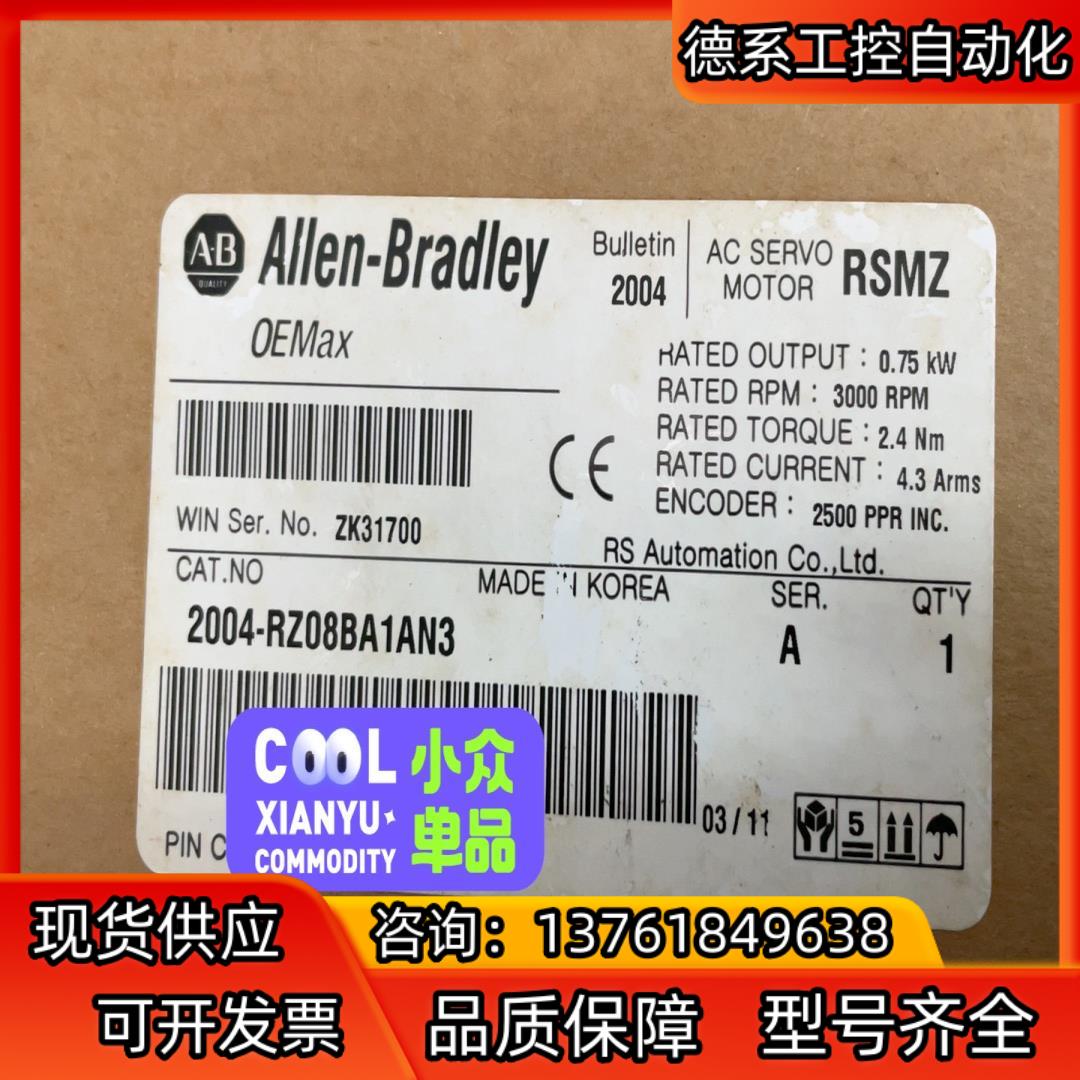 德系工控自动化
A·B
QUALITY
Allen-Bradley
OEMax
Bulletin
2004
AC SERVO
MOTOR
RSMZ
RATED OUTPUT : 0.75 kW
RATED RPM : 3000 RPM
RATED TORQUE : 2.4 Nm
RATED CURRENT : 4.3 Arms
ENCODER : 2500 PPR INC.
CE
WIN Ser. No. ZK31700
RS Automation Co.,Ltd.
CAT.NO
MADE IN KOREA
SER.
QT'Y
2004-RZ08BA1AN3
A
1
03/11
5
PIN C
COOL
XIANYU
COMMODITY
小众
单品
现货供应
咨询：13761849638
可开发票
品质保障
型号齐全